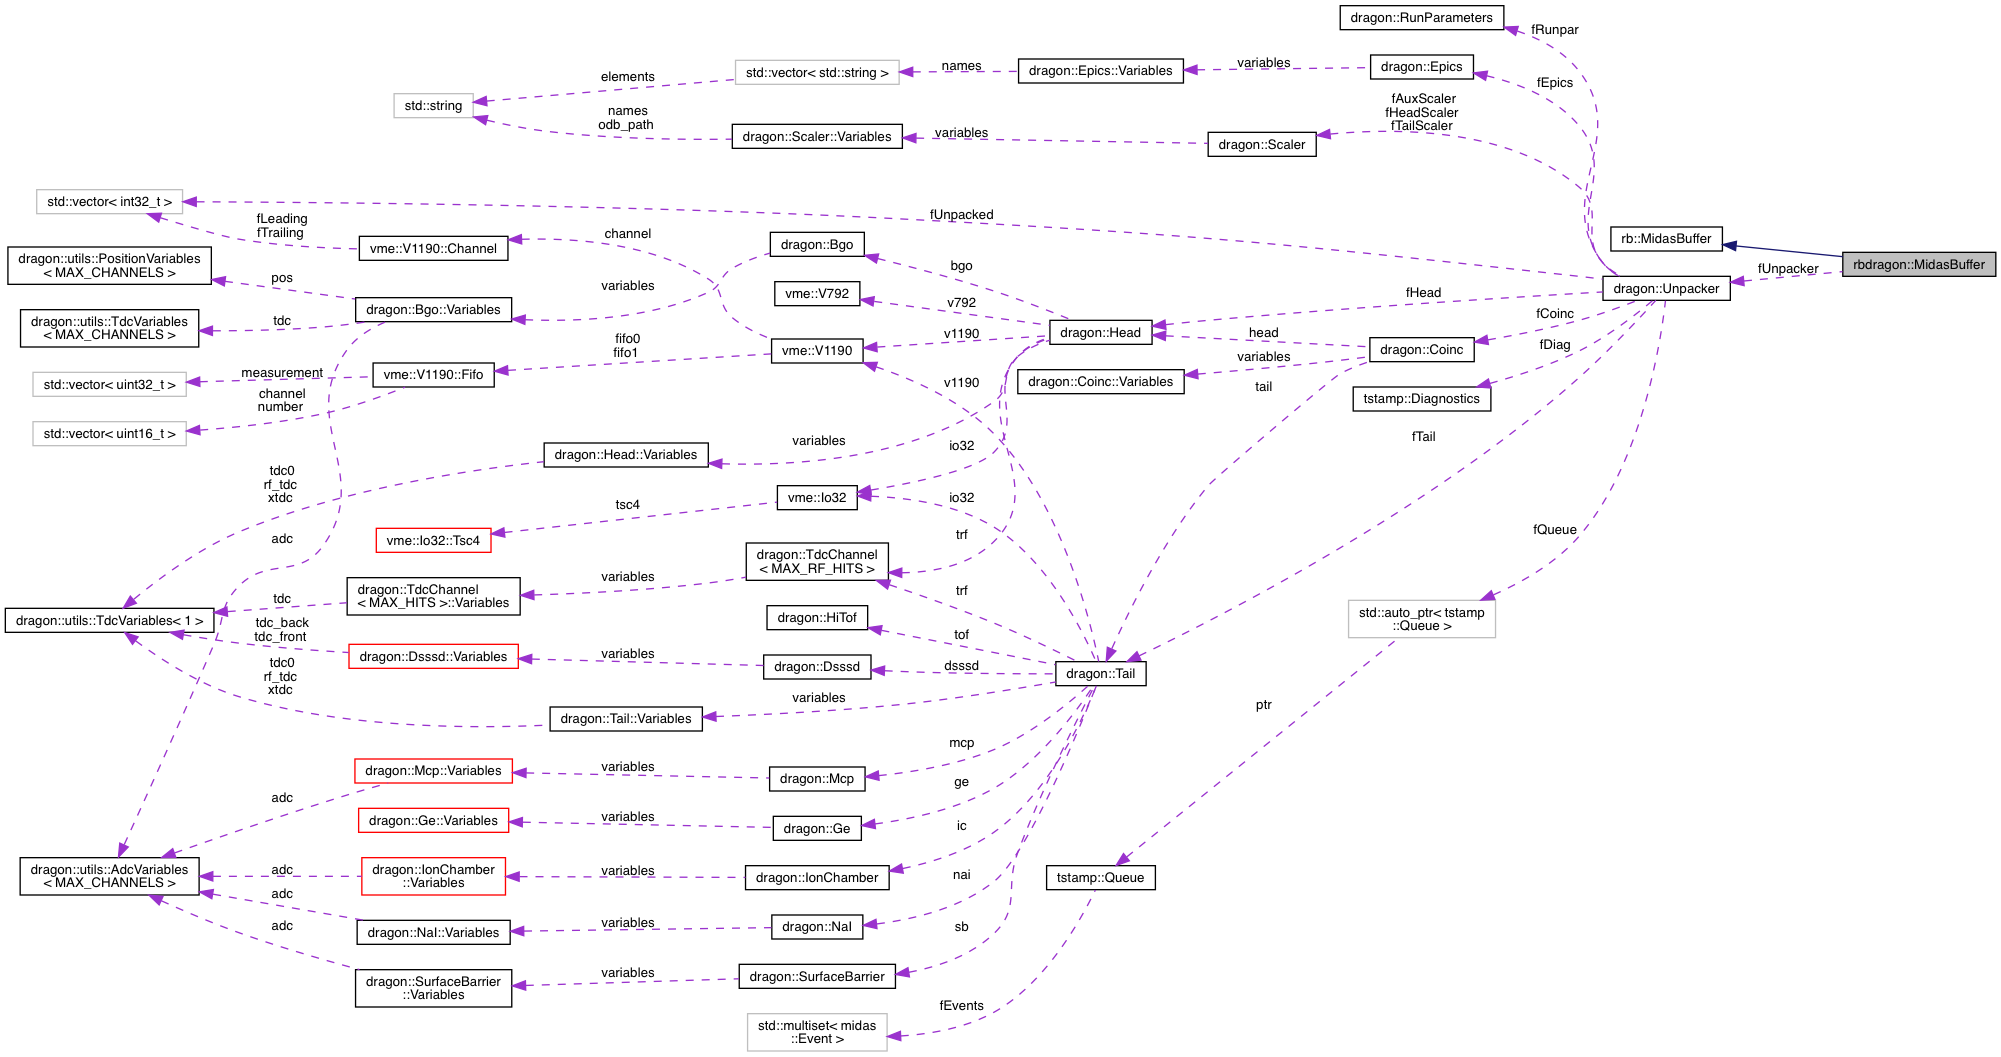 dragon::RunParameters
fRunpar
dragon::Epics
fEpics
variables
dragon::Epics::Variables
names
std::vector< std::string >
elements
std::string
names
odb_path
dragon::Scaler::Variables
variables
dragon::Scaler
fAuxScaler
fHeadScaler
fTailScaler
std::vector< int32_t >
fLeading
fTrailing
fUnpacked
vme::V1190::Channel
channel
dragon::Bgo
bgo
rb::MidasBuffer
rbdragon::MidasBuffer
fUnpacker
dragon::Unpacker
dragon::utils::PositionVariables
< MAX_CHANNELS >
pos
variables
vme::V792
v792
fHead
dragon::Bgo::Variables
dragon::utils::TdcVariables
< MAX_CHANNELS >
tdc
fifo0
fifo1
vme::V1190
v1190
dragon::Head
head
fCoinc
dragon::Coinc
fDiag
variables
dragon::Coinc::Variables
tail
tstamp::Diagnostics
std::vector< uint32_t >
measurement
vme::V1190::Fifo
v1190
channel
number
std::vector< uint16_t >
dragon::Head::Variables
variables
io32
fTail
tdc0
rf_tdc
xtdc
vme::Io32
io32
tsc4
vme::Io32::Tsc4
adc
trf
fQueue
dragon::TdcChannel
< MAX_RF_HITS >
variables
dragon::TdcChannel
< MAX_HITS >::Variables
tdc
trf
dragon::utils::TdcVariables< 1 >
dragon::HiTof
tof
std::auto_ptr< tstamp
::Queue >
tdc_back
tdc_front
dragon::Dsssd::Variables
variables
dragon::Dsssd
dsssd
dragon::Tail
tdc0
rf_tdc
xtdc
dragon::Tail::Variables
variables
ptr
mcp
dragon::Mcp::Variables
variables
dragon::Mcp
adc
ge
dragon::Ge::Variables
variables
dragon::Ge
ic
dragon::utils::AdcVariables
< MAX_CHANNELS >
adc
dragon::IonChamber
::Variables
variables
dragon::IonChamber
nai
tstamp::Queue
adc
dragon::NaI::Variables
variables
dragon::NaI
adc
sb
dragon::SurfaceBarrier
::Variables
variables
dragon::SurfaceBarrier
fEvents
std::multiset< midas
::Event >